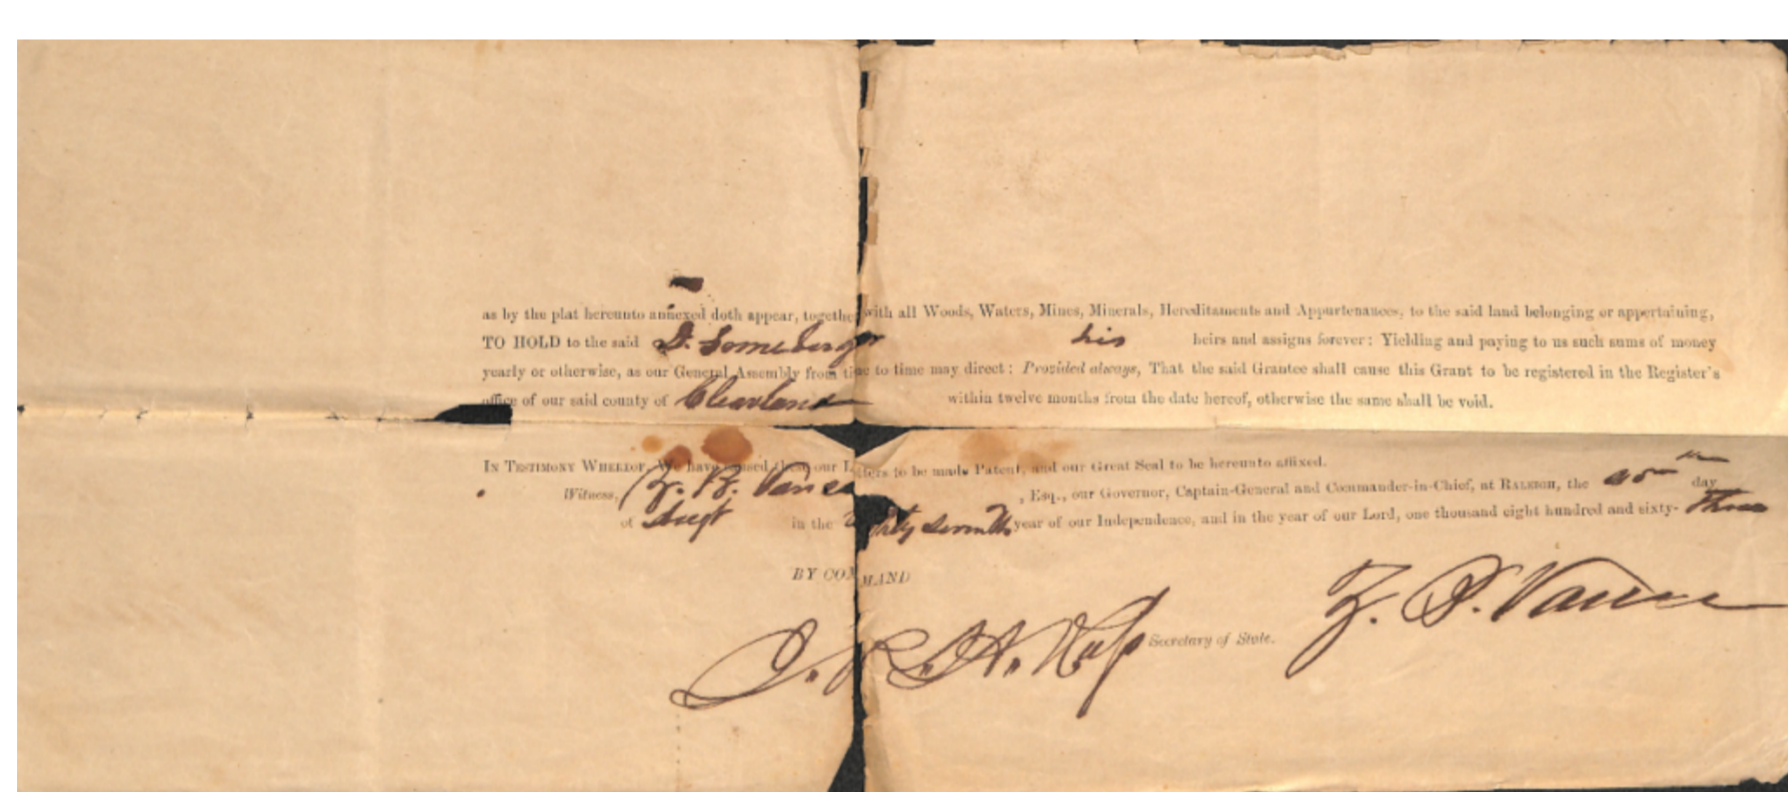 as by the plat hereunto annexed doth appear, together with all Woods, Waters, Mines, Minerals, Hereditaments and Appurtenances, to the said land belonging or appertaining,
TO HOLD to the said D. Someberger his heirs and assigns forever: Yielding and paying to us such sums of money
yearly or otherwise, as our General Assembly from time to time may direct: Provided always, That the said Grantee shall cause this Grant to be registered in the Register's
office of our said county of Cleavland within twelve months from the date hereof, otherwise the same shall be void.
IN TESTIMONY WHEREOF, We have caused these our Letters to be made Patent, and our Great Seal to be hereunto affixed.
Witness, Z. B. Vance, Esq., our Governor, Captain-General and Commander-in-Chief, at RALEIGH, the day
of Augt in the Eighty Seventh year of our Independence, and in the year of our Lord, one thousand eight hundred and sixty-three
BY COMMAND
Z. B. Vance
Secretary of State.